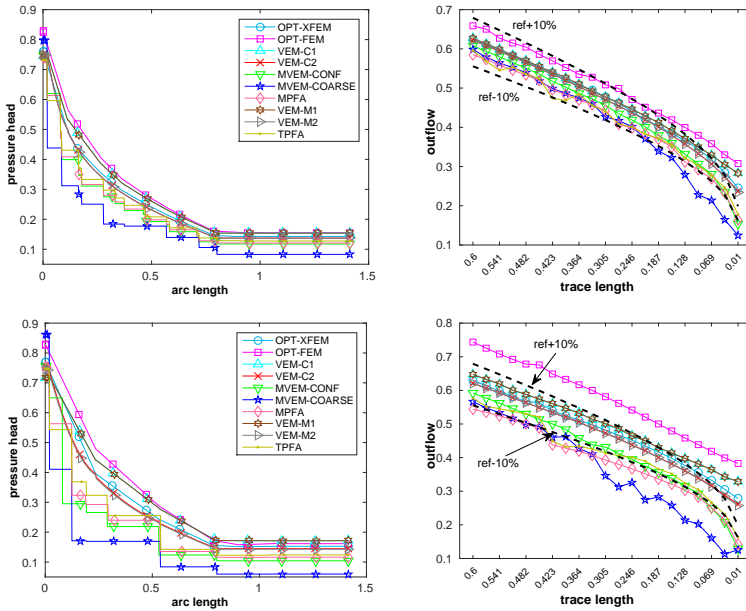 0.9
0.8
0.7
0.6
0.5
0.4
0.3
0.2
0.1
pressure head
0
0.5
1
1.5
arc length
OPT-XFEM
OPT-FEM
VEM-C1
VEM-C2
MVEM-CONF
MVEM-COARSE
MPFA
VEM-M1
VEM-M2
TPFA
0.7
0.6
0.5
0.4
0.3
0.2
0.1
outflow
0.6
0.541
0.482
0.423
0.364
0.305
0.246
0.187
0.128
0.069
0.01
trace length
ref+10%
ref-10%
0.9
0.8
0.7
0.6
0.5
0.4
0.3
0.2
0.1
pressure head
0
0.5
1
1.5
arc length
OPT-XFEM
OPT-FEM
VEM-C1
VEM-C2
MVEM-CONF
MVEM-COARSE
MPFA
VEM-M1
VEM-M2
TPFA
0.8
0.7
0.6
0.5
0.4
0.3
0.2
0.1
outflow
0.6
0.541
0.482
0.423
0.364
0.305
0.246
0.187
0.128
0.069
0.01
trace length
ref+10%
ref-10%